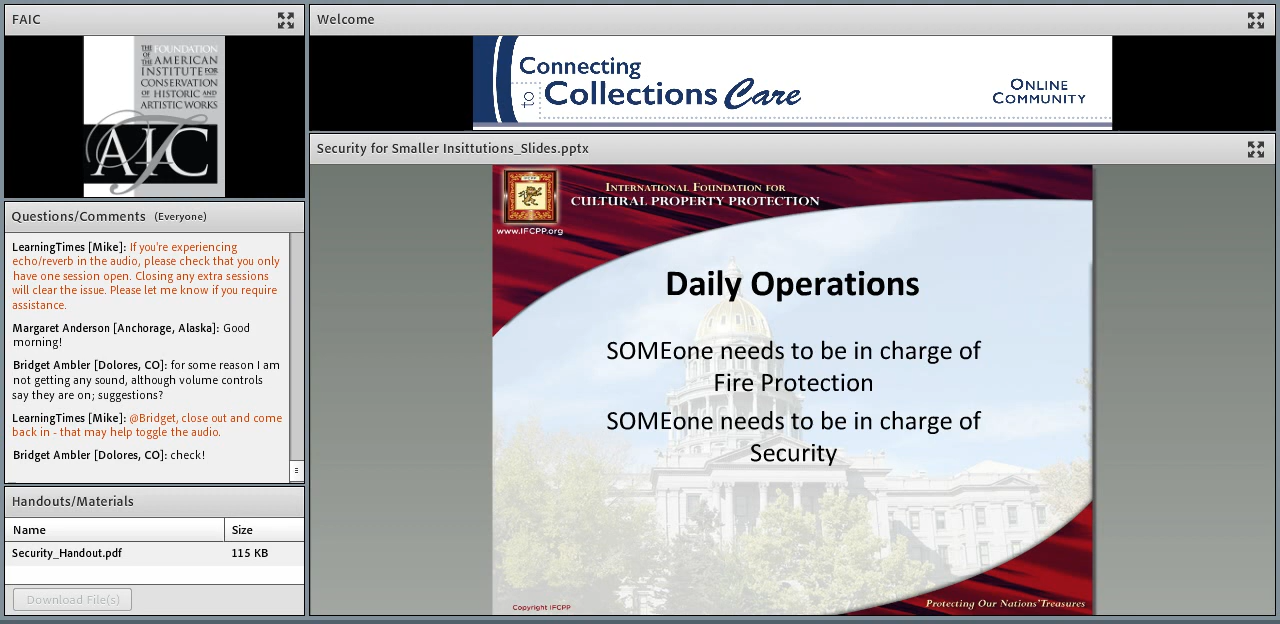 FAIC
THE FOUNDATION
OF THE AMERICAN
INSTITUTE FOR
CONSERVATION
OF HISTORIC AND
ARTISTIC WORKS
AIC
Questions/Comments (Everyone)
LearningTimes [Mike]: If you're experiencing
echo/reverb in the audio, please check that you only
have one session open. Closing any extra sessions
will clear the issue. Please let me know if you require
assistance.
Margaret Anderson [Anchorage, Alaska]: Good
morning!
Bridget Ambler [Dolores, CO]: for some reason I am
not getting any sound, although volume controls
say they are on; suggestions?
LearningTimes [Mike]: @Bridget, close out and come
back in - that may help toggle the audio.
Bridget Ambler [Dolores, CO]: check!
Handouts/Materials
Name Size
Security_Handout.pdf 115 KB
Download File(s)
Welcome
Connecting
to Collections Care
ONLINE
COMMUNITY
Security for Smaller Insittutions_Slides.pptx
IFCPP
INTERNATIONAL FOUNDATION FOR
CULTURAL PROPERTY PROTECTION
www.IFCPP.org
Daily Operations
SOMEone needs to be in charge of
Fire Protection
SOMEone needs to be in charge of
Security
Copyright IFCPP
Protecting Our Nations'Treasures